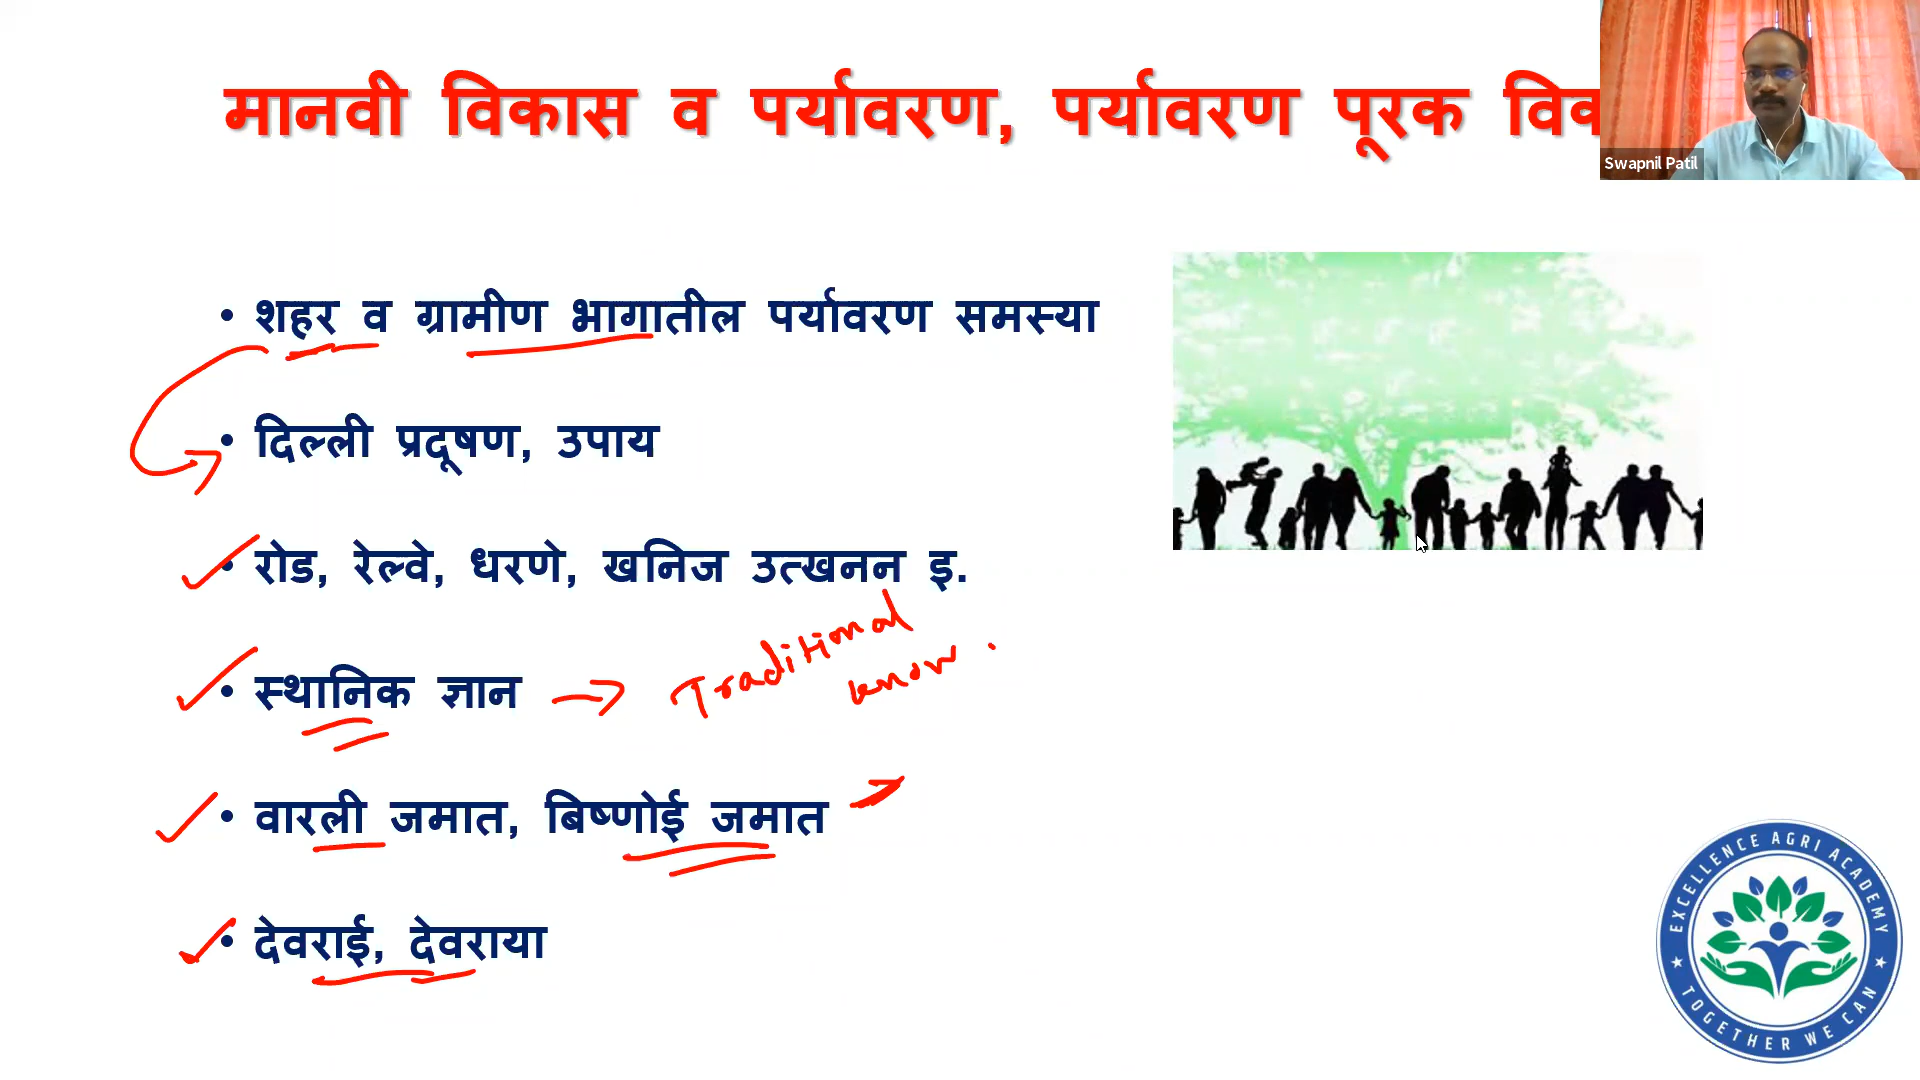 मानवी विकास व पर्यावरण, पर्यावरण पूरक
Swapnil Patil
• शहर व ग्रामीण भागातील पर्यावरण समस्या
• दिल्ली प्रदूषण, उपाय
• रोड, रेल्वे, धरणे, खनिज उत्खनन इ.
• स्थानिक ज्ञान
Traditional
know.
• वारली जमात, बिष्णोई जमात
• देवराई, देवराया
EXCELLENCE AGRI ACADEMY
TOGETHER WE CAN